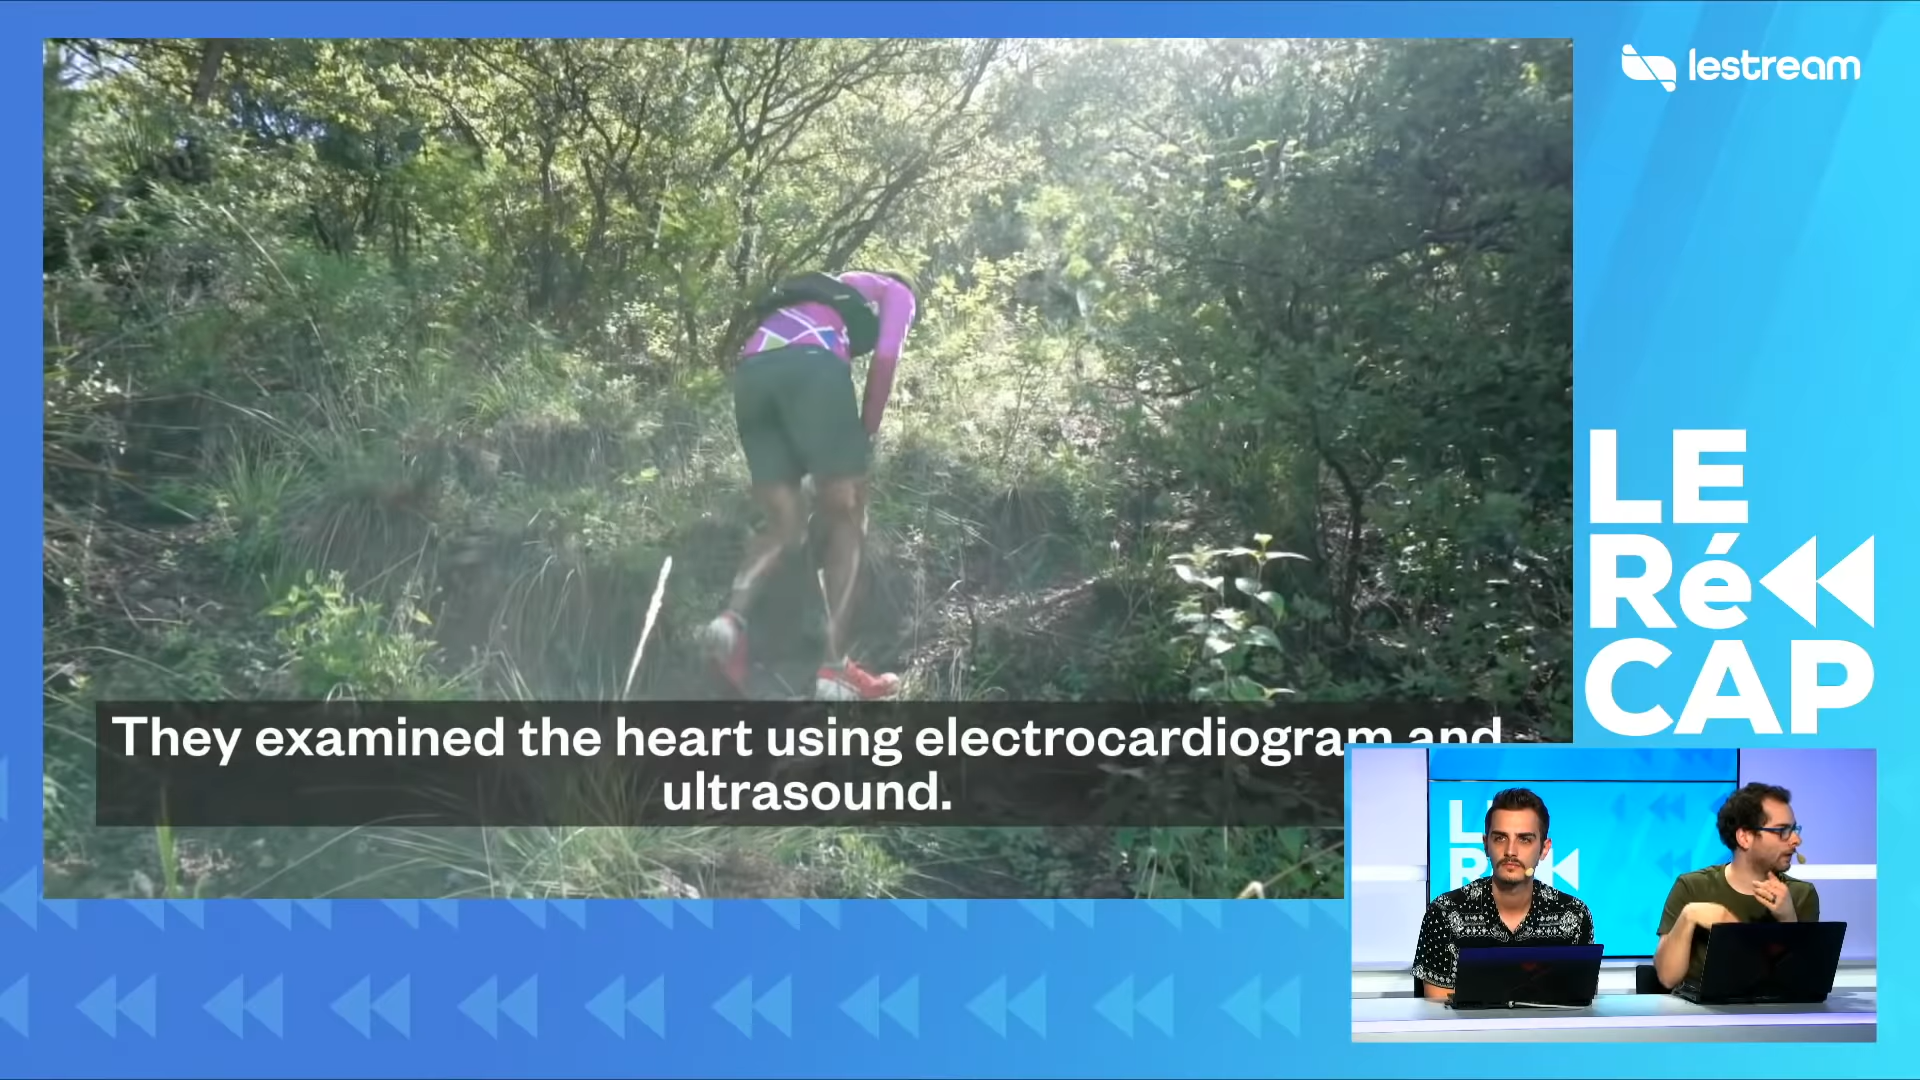 lestream
LE
Ré
CAP
They examined the heart using electrocardiogram and
ultrasound.
L
R